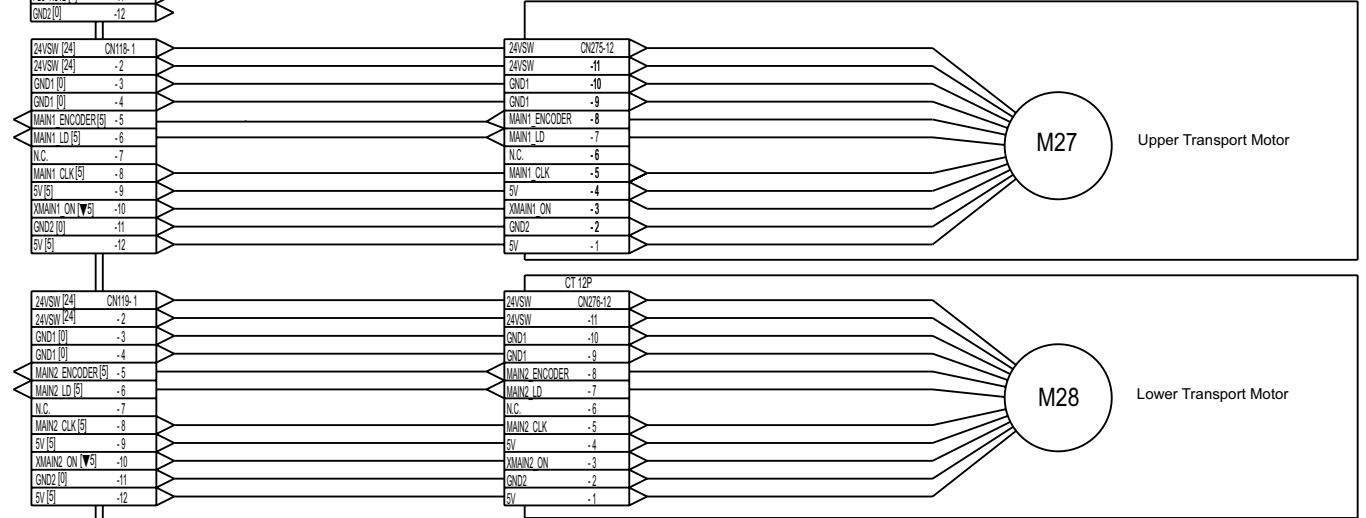 GND2 [0] -12
24VSW [24] CN118- 1
24VSW [24] - 2
GND1 [0] - 3
GND1 [0] - 4
MAIN1_ENCODER[5] - 5
MAIN1_LD [5] - 6
N.C. - 7
MAIN1_CLK [5] - 8
5V [5] - 9
XMAIN1_ON [▼5] -10
GND2 [0] -11
5V [5] -12
24VSW CN275-12
24VSW -11
GND1 -10
GND1 - 9
MAIN1_ENCODER - 8
MAIN1_LD - 7
N.C. - 6
MAIN1_CLK - 5
5V - 4
XMAIN1_ON - 3
GND2 - 2
5V - 1
M27
Upper Transport Motor
24VSW [24] CN119- 1
24VSW [24] - 2
GND1 [0] - 3
GND1 [0] - 4
MAIN2_ENCODER [5] - 5
MAIN2_LD [5] - 6
N.C. - 7
MAIN2_CLK [5] - 8
5V [5] - 9
XMAIN2_ON [▼5] -10
GND2 [0] -11
5V [5] -12
CT 12P
24VSW CN276-12
24VSW -11
GND1 -10
GND1 - 9
MAIN2_ENCODER - 8
MAIN2_LD - 7
N.C. - 6
MAIN2_CLK - 5
5V - 4
XMAIN2_ON - 3
GND2 - 2
5V - 1
M28
Lower Transport Motor